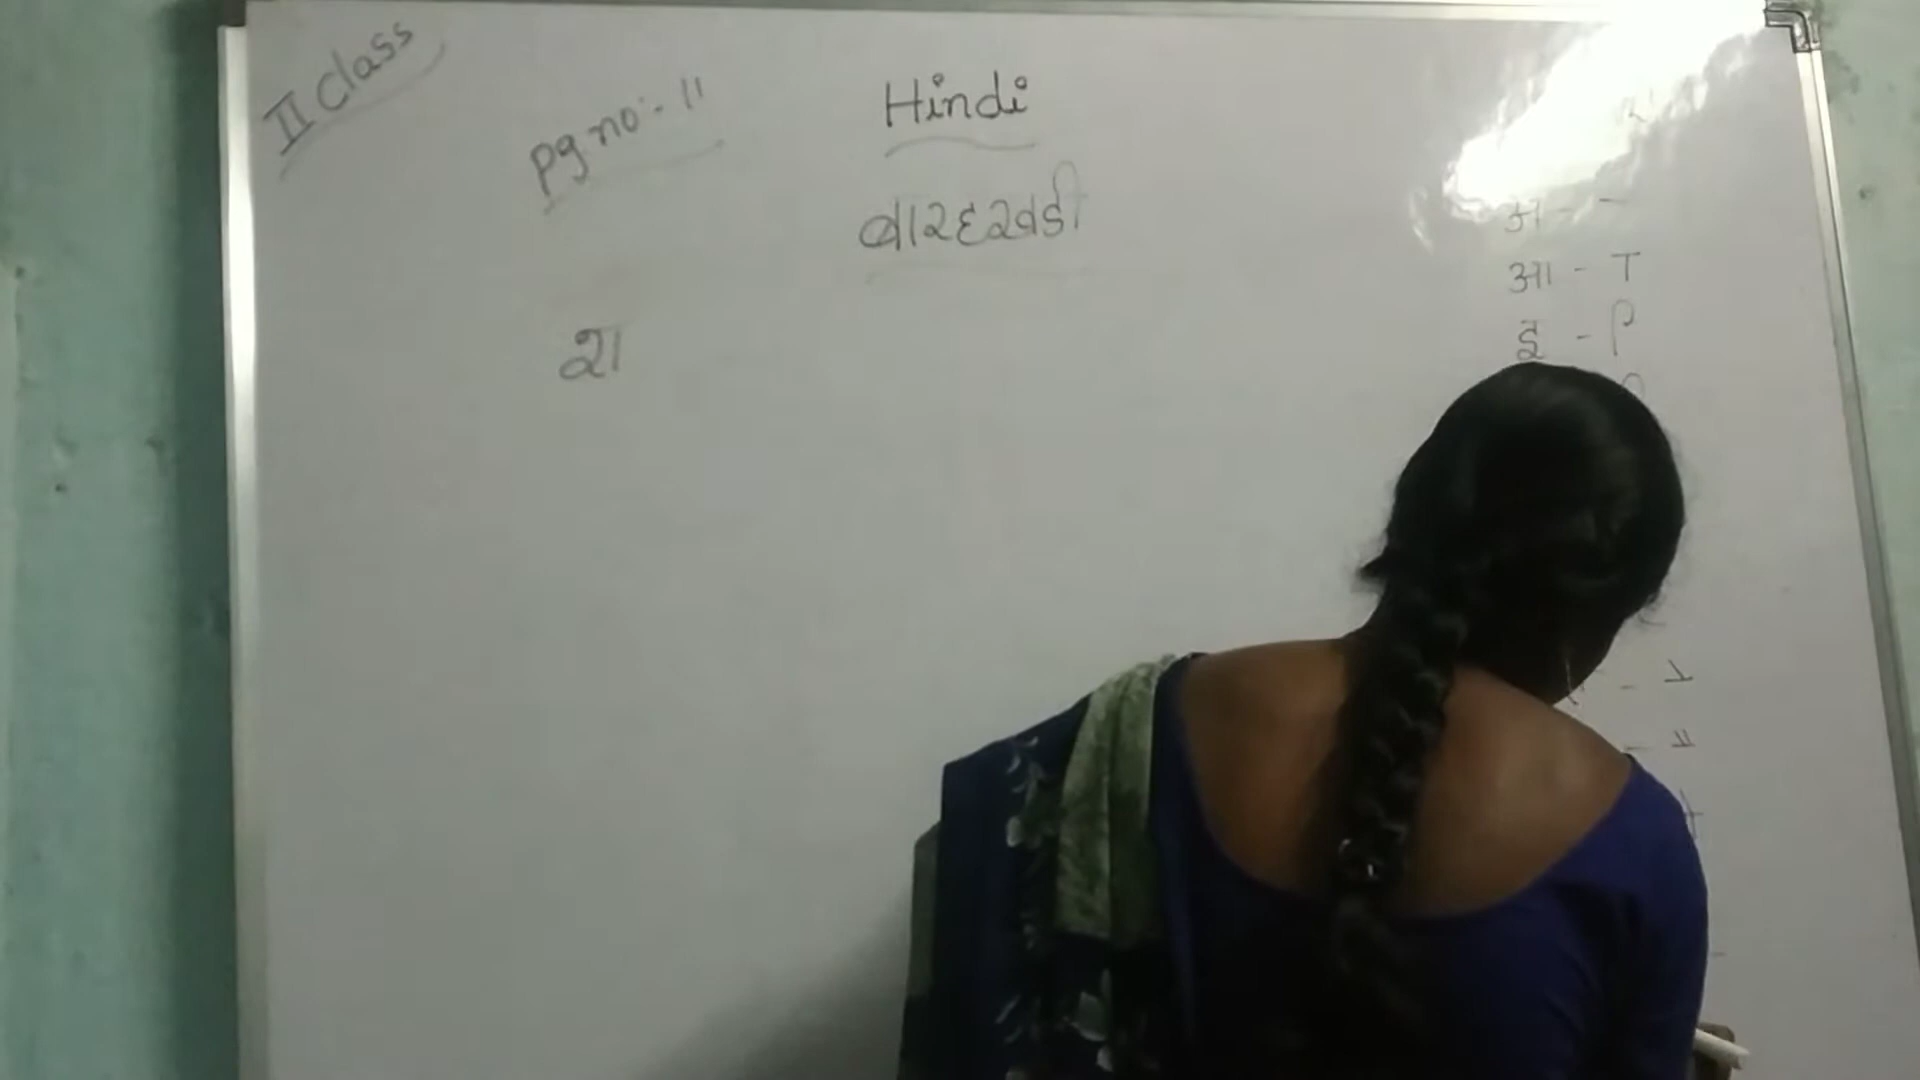 II Class
Pg no:- 11
Hindi
बारहखडी
श
अ - -
आ - ा
इ - ि